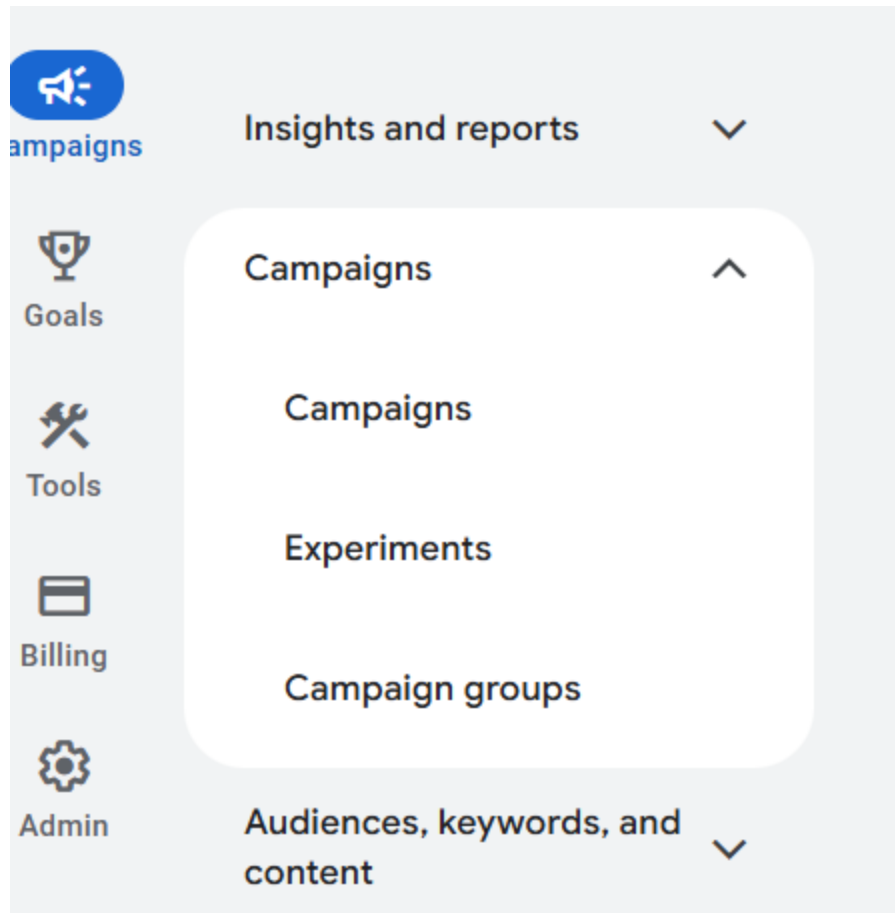 ampaigns
Goals
Tools
Billing
Admin
Insights and reports
Campaigns
Campaigns
Experiments
Campaign groups
Audiences, keywords, and
content